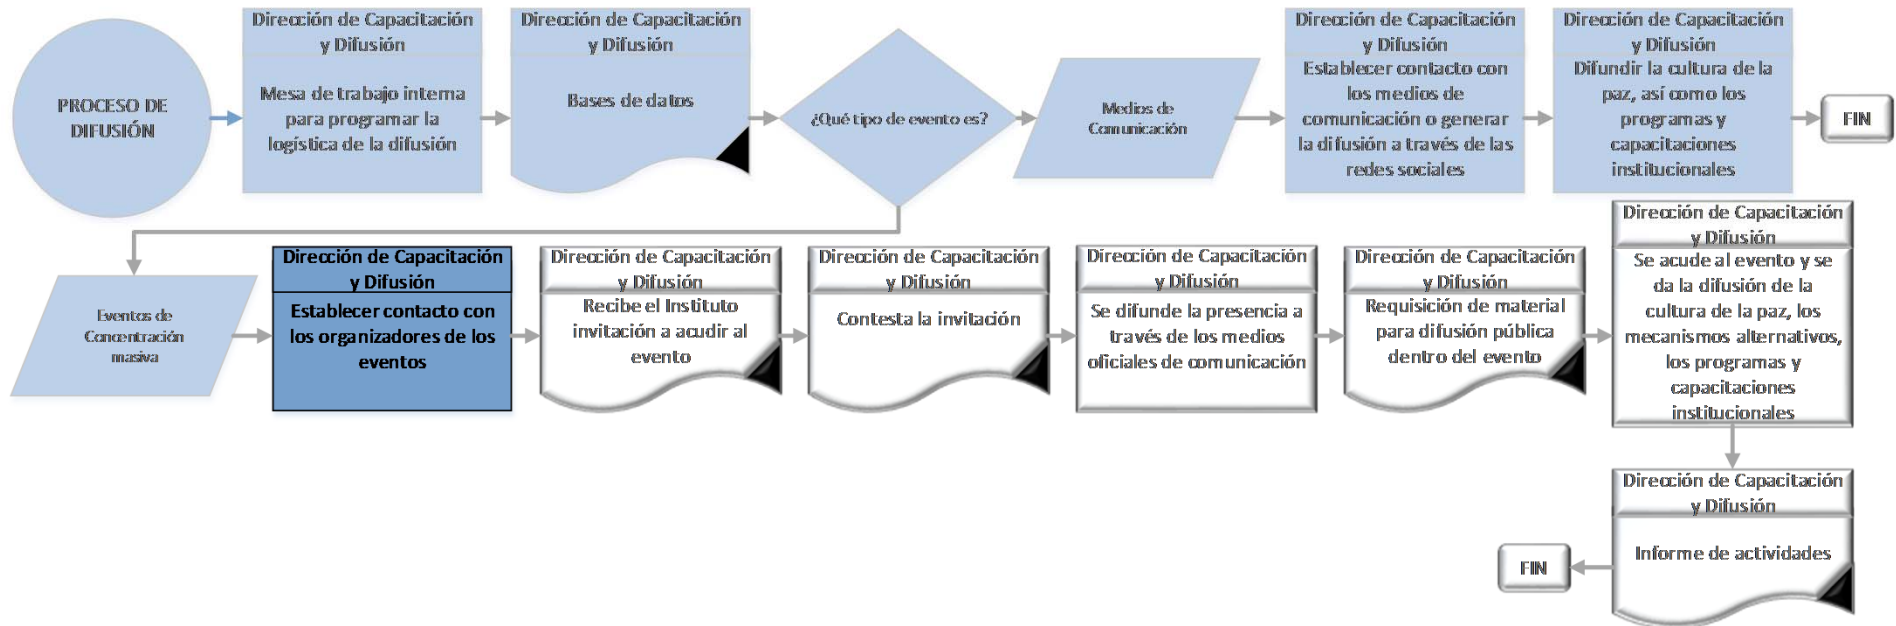 PROCESO DE
DIFUSIÓN
Dirección de Capacitación
y Difusión
Mesa de trabajo interna
para programar la
logística de la difusión
Dirección de Capacitación
y Difusión
Bases de datos
¿Qué tipo de evento es?
Medios de
Comunicación
Dirección de Capacitación
y Difusión
Establecer contacto con
los medios de
comunicación o generar
la difusión a través de las
redes sociales
Dirección de Capacitación
y Difusión
Difundir la cultura de la
paz, así como los
programas y
capacitaciones
institucionales
FIN
Eventos de
Concentración
masiva
Dirección de Capacitación
y Difusión
Establecer contacto con
los organizadores de los
eventos
Dirección de Capacitación
y Difusión
Recibe el Instituto
invitación a acudir al
evento
Dirección de Capacitación
y Difusión
Contesta la invitación
Dirección de Capacitación
y Difusión
Se difunde la presencia a
través de los medios
oficiales de comunicación
Dirección de Capacitación
y Difusión
Requisición de material
para difusión pública
dentro del evento
Dirección de Capacitación
y Difusión
Se acude al evento y se
da la difusión de la
cultura de la paz, los
mecanismos alternativos,
los programas y
capacitaciones
institucionales
Dirección de Capacitación
y Difusión
Informe de actividades
FIN